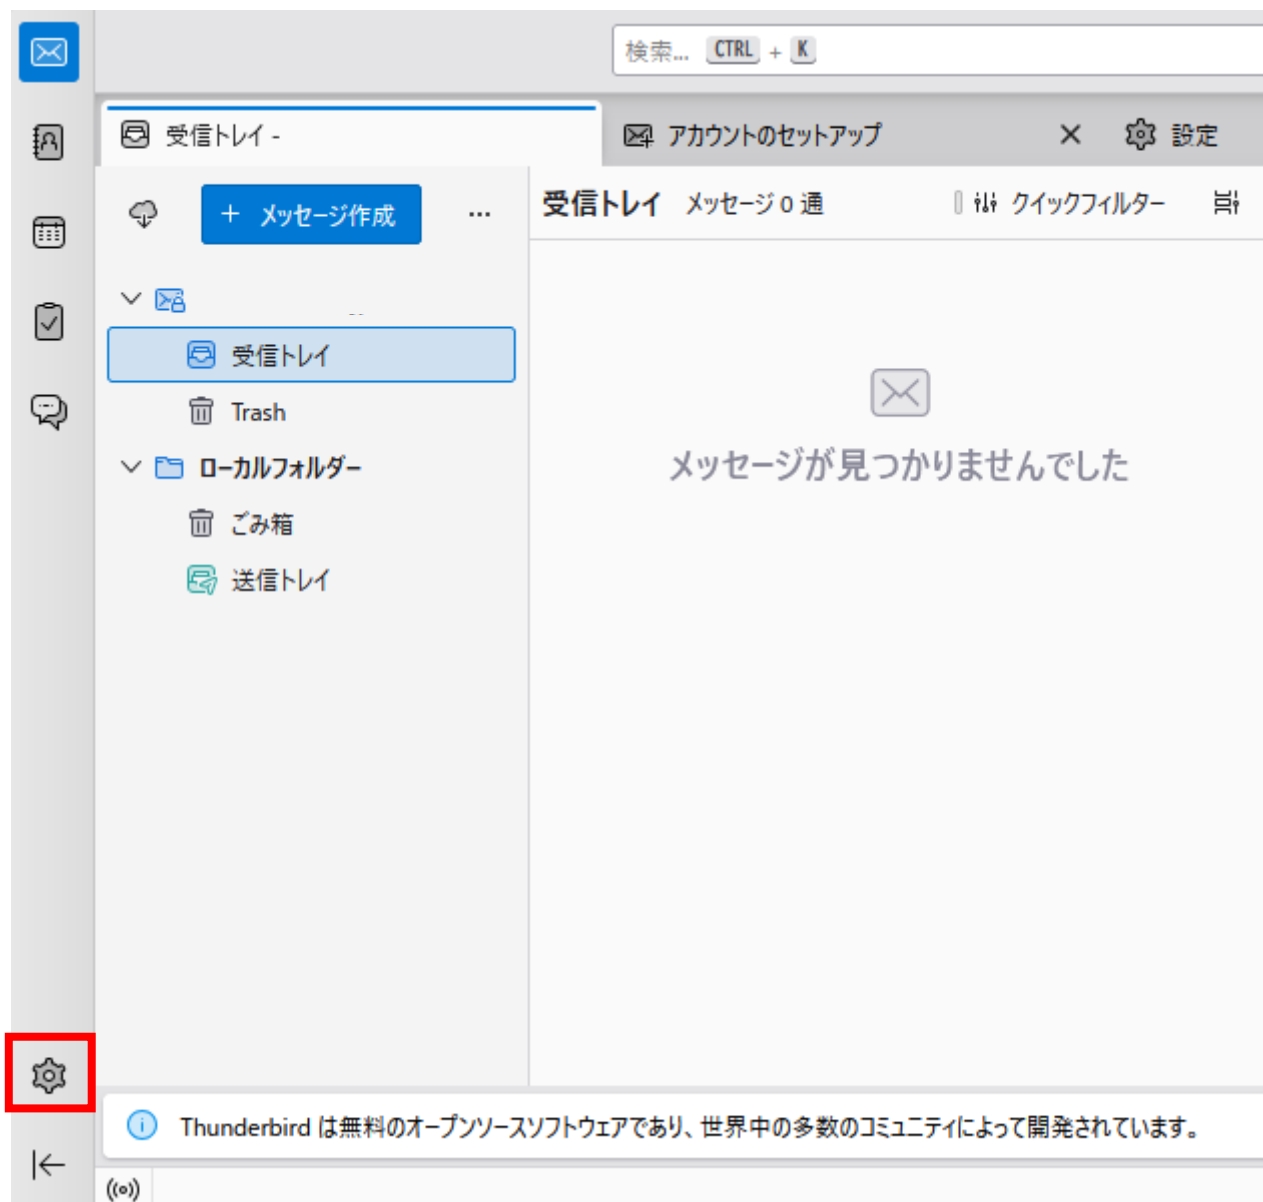 検索... CTRL + K
受信トレイ -
アカウントのセットアップ
設定
+ メッセージ作成
...
受信トレイ メッセージ 0 通
クイックフィルター
受信トレイ
Trash
ローカルフォルダー
ごみ箱
送信トレイ
メッセージが見つかりませんでした
Thunderbird は無料のオープンソースソフトウェアであり、世界中の多数のコミュニティによって開発されています。